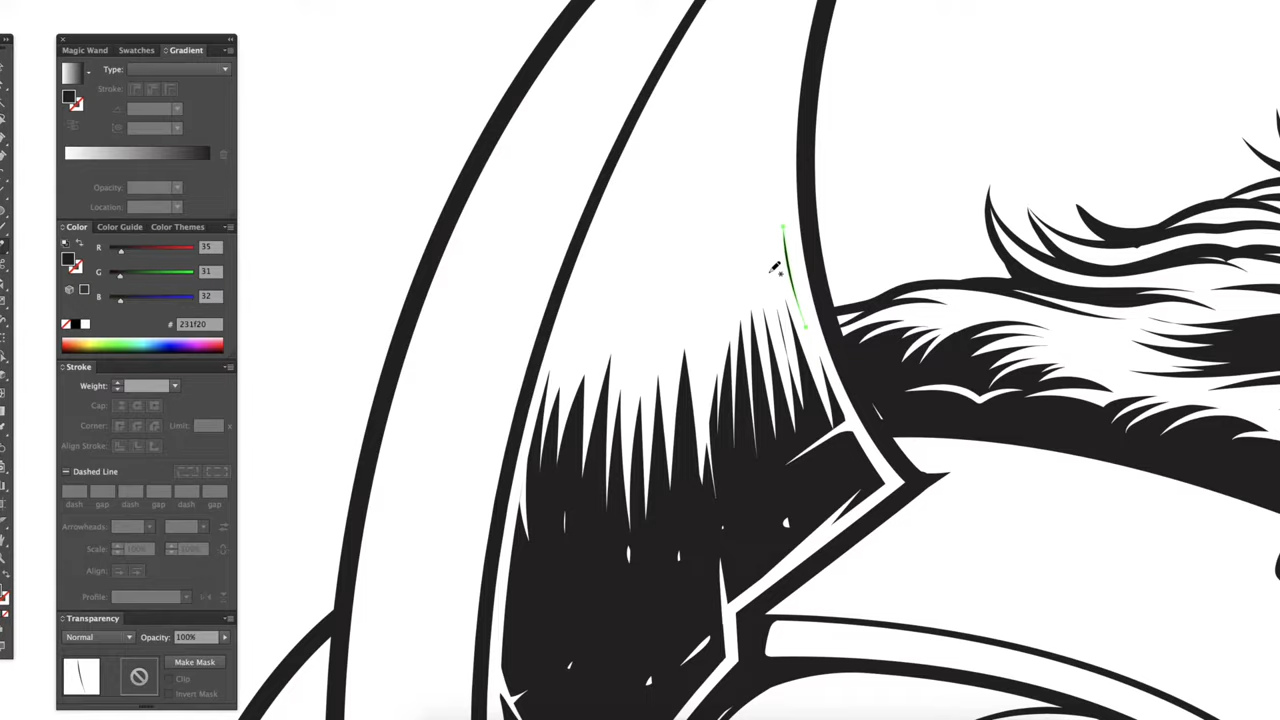 Magic Wand Swatches Gradient
Type:
Stroke:
Opacity:
Location:
Color Color Guide Color Themes
R 35
G 31
B 32
# 231f20
Stroke
Weight:
Cap:
Corner: Limit: x
Align Stroke:
Dashed Line
dash gap dash gap dash gap
Arrowheads:
Scale: 100% 100%
Align:
Profile:
Transparency
Normal Opacity: 100%
Make Mask
Clip
Invert Mask